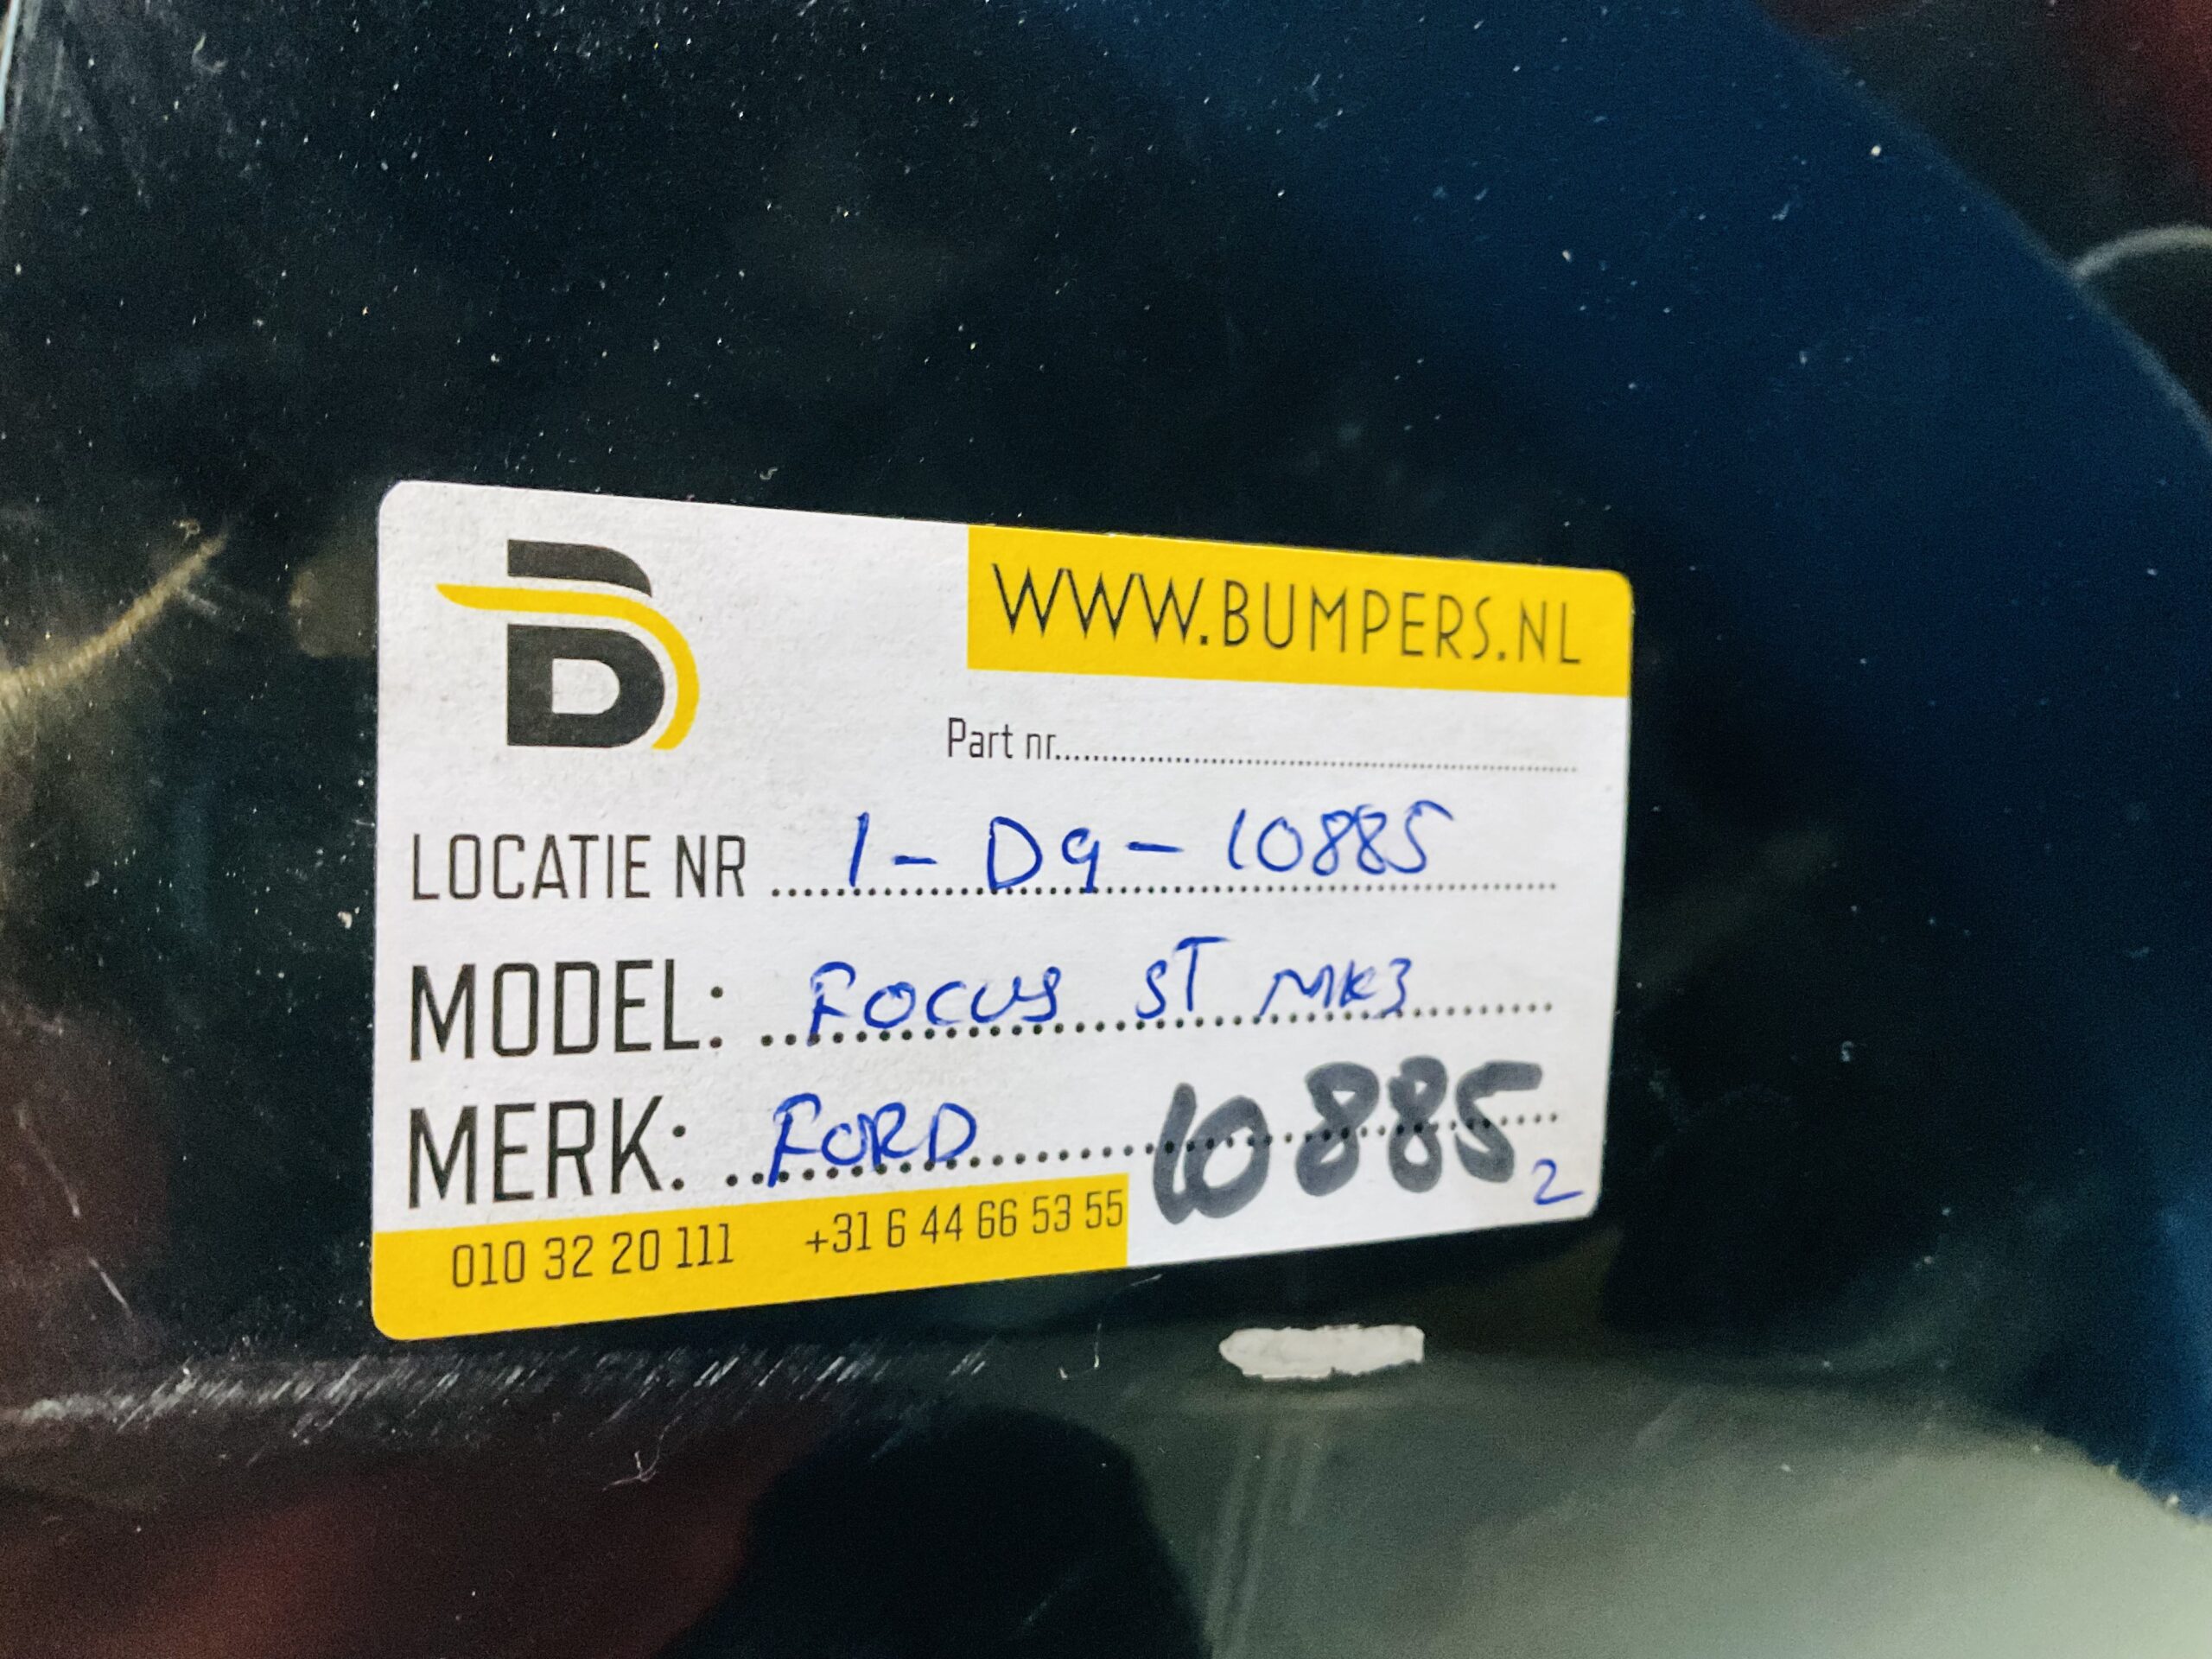 WWW.BUMPERS.NL
Part nr..........
LOCATIE NR 1-D9-10885
MODEL: FOCUS ST MK3
MERK: FORD 10885 2
010 32 20 111 +31 6 44 66 53 55